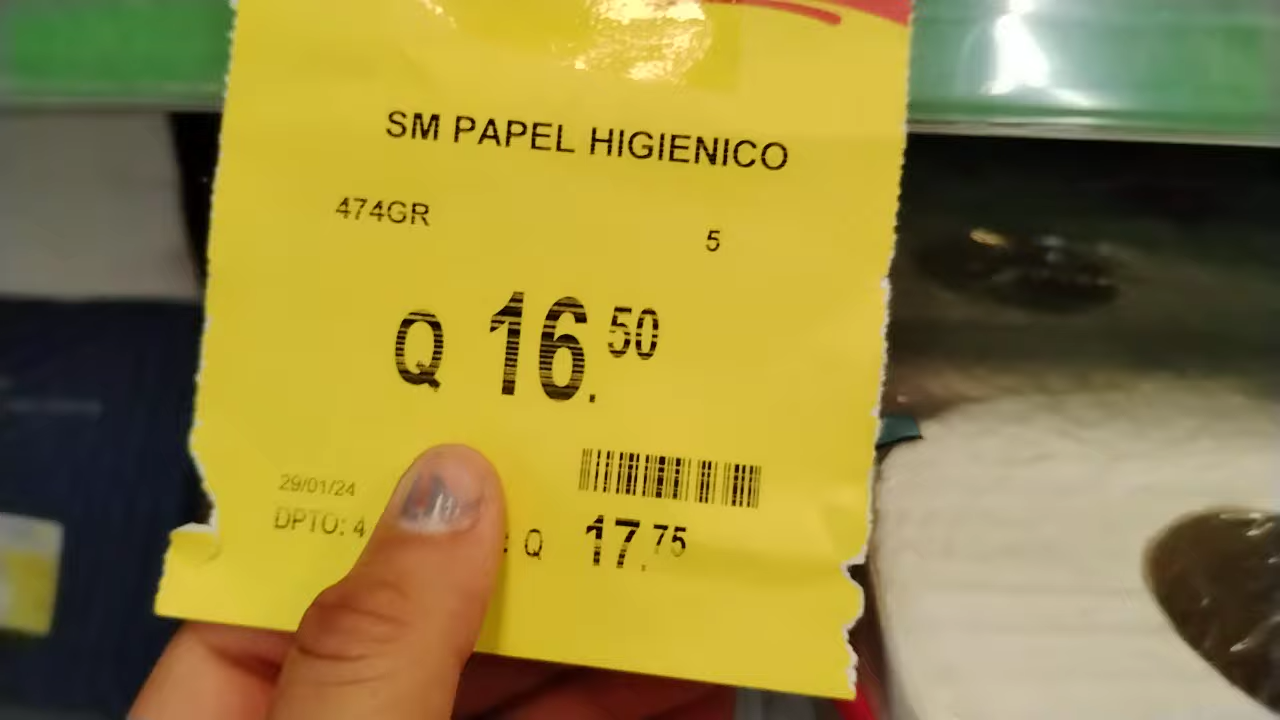 SM PAPEL HIGIENICO
474GR 5
Q 16.50
29/01/24
DPTO: 4 : Q 17.75